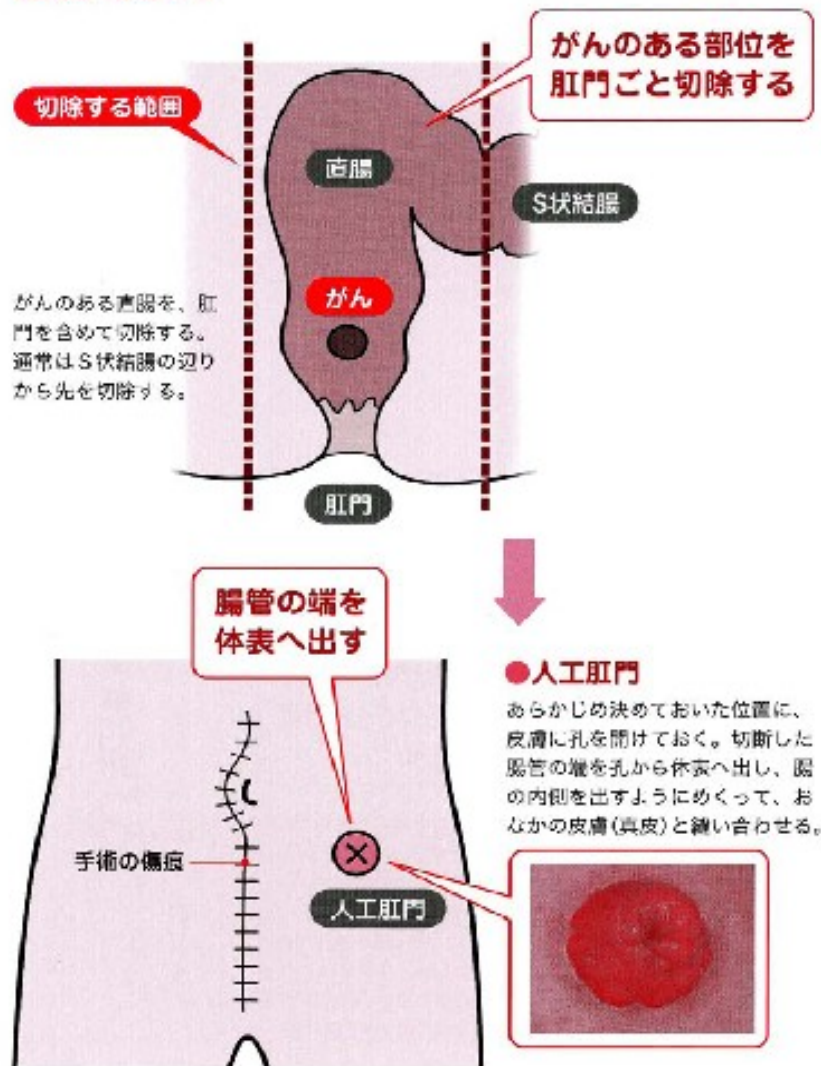 がんのある部位を
肛門ごと切除する
切除する範囲
直腸
S状結腸
がん
がんのある直腸を、肛
門を含めて切除する。
通常はS状結腸の辺り
から先を切除する。
肛門
腸管の端を
体表へ出す
●人工肛門
あらかじめ決めておいた位置に、
皮膚に孔を開けておく。切断した
腸管の端を孔から体表へ出し、腸
の内側を出すようにめくって、お
なかの皮膚(真皮)と縫い合わせる。
手術の傷痕
人工肛門